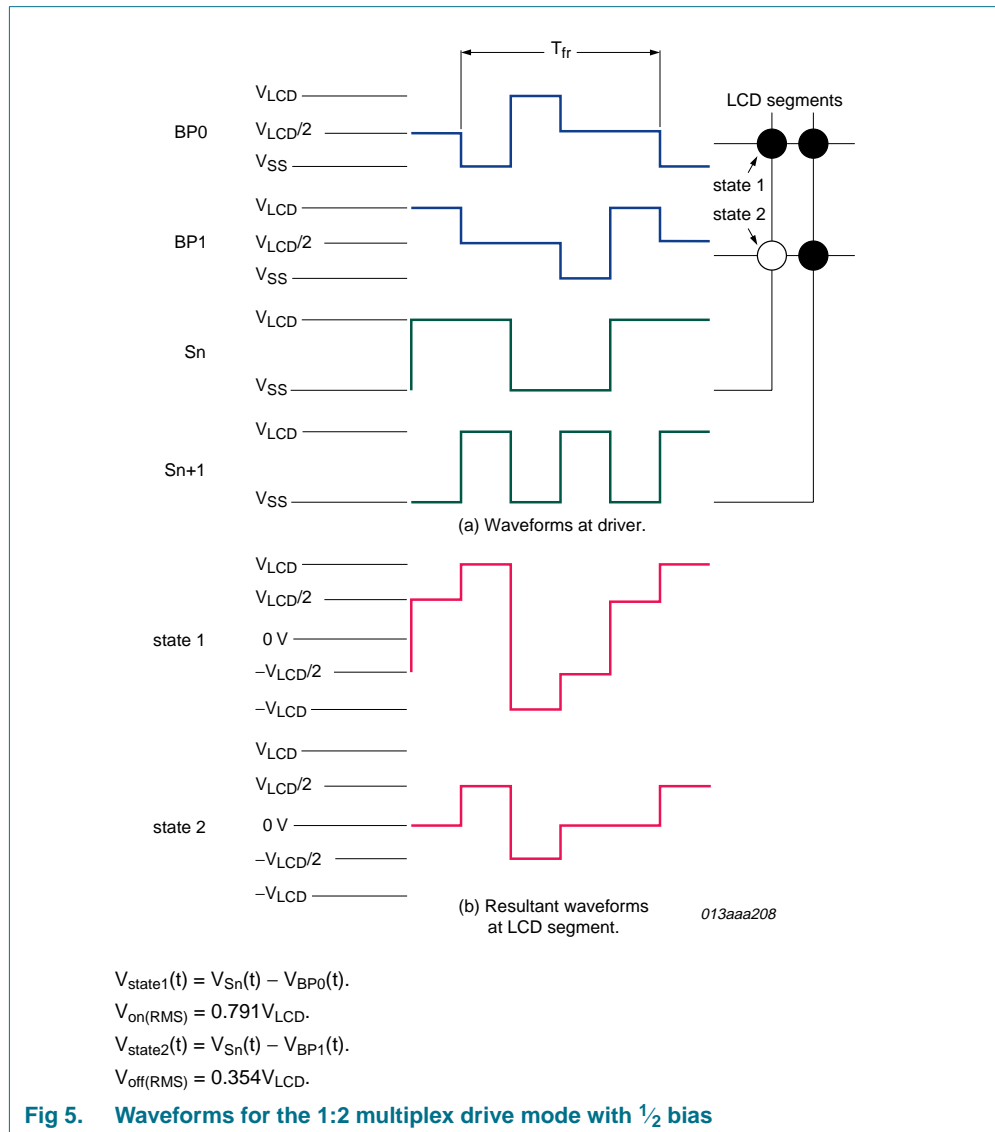 Tfr
VLCD
LCD segments
BP0
VLCD/2
VSS
state 1
VLCD
state 2
BP1
VLCD/2
VSS
VLCD
Sn
VSS
VLCD
Sn+1
VSS
(a) Waveforms at driver.
VLCD
VLCD/2
state 1
0 V
−VLCD/2
−VLCD
VLCD
VLCD/2
state 2
0 V
−VLCD/2
−VLCD
(b) Resultant waveforms
at LCD segment.
013aaa208
Vstate1(t) = VSn(t) − VBP0(t).
Von(RMS) = 0.791VLCD.
Vstate2(t) = VSn(t) − VBP1(t).
Voff(RMS) = 0.354VLCD.
Fig 5. Waveforms for the 1:2 multiplex drive mode with 1⁄2 bias